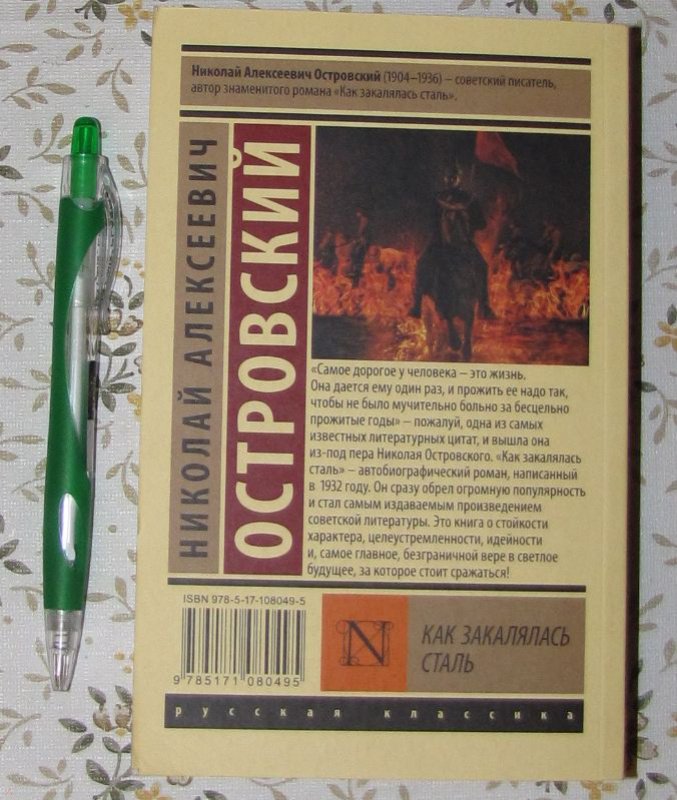 Николай Алексеевич Островский (1904–1936) – советский писатель,
автор знаменитого романа «Как закалялась сталь».
НИКОЛАЙ АЛЕКСЕЕВИЧ
ОСТРОВСКИЙ
«Самое дорогое у человека – это жизнь.
Она дается ему один раз, и прожить ее надо так,
чтобы не было мучительно больно за бесцельно
прожитые годы» – пожалуй, одна из самых
известных литературных цитат, и вышла она
из-под пера Николая Островского. «Как закалялась
сталь» – автобиографический роман, написанный
в 1932 году. Он сразу обрел огромную популярность
и стал самым издаваемым произведением
советской литературы. Это книга о стойкости
характера, целеустремленности, идейности
и, самое главное, безграничной вере в светлое
будущее, за которое стоит сражаться!
ISBN 978-5-17-108049-5
9 785171 080495
N
КАК ЗАКАЛЯЛАСЬ
СТАЛЬ
русская классика